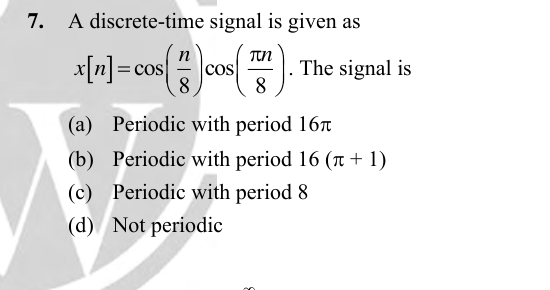 7. A discrete-time signal is given as
x[n]=cos(n/8)cos(πn/8). The signal is
(a) Periodic with period 16π
(b) Periodic with period 16 (π + 1)
(c) Periodic with period 8
(d) Not periodic